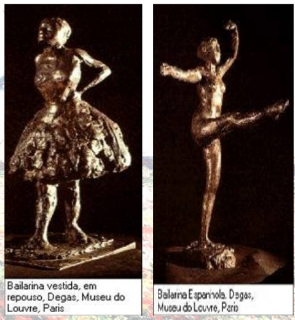 Bailarina vestida, em
repouso, Degas, Museu do
Louvre, Paris
Bailarina Espanhola, Degas,
Museu do Louvre, Paris